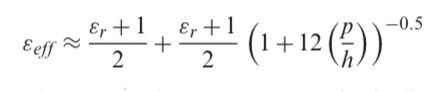 ε_eff ≈ (ε_r + 1)/2 + (ε_r + 1)/2 (1 + 12 (p/h))^−0.5